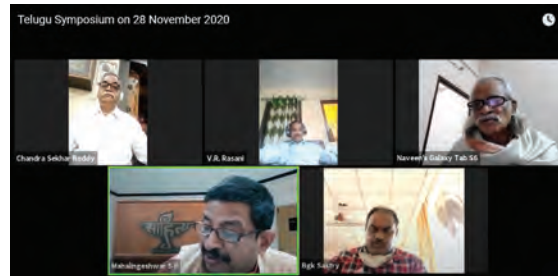 Telugu Symposium on 28 November 2020
Chandra Sekhar Reddy
V.R. Rasani
Naveen's Galaxy Tab S6
साहित्य
Mahalingeshwar S.P
Rgk Sastry